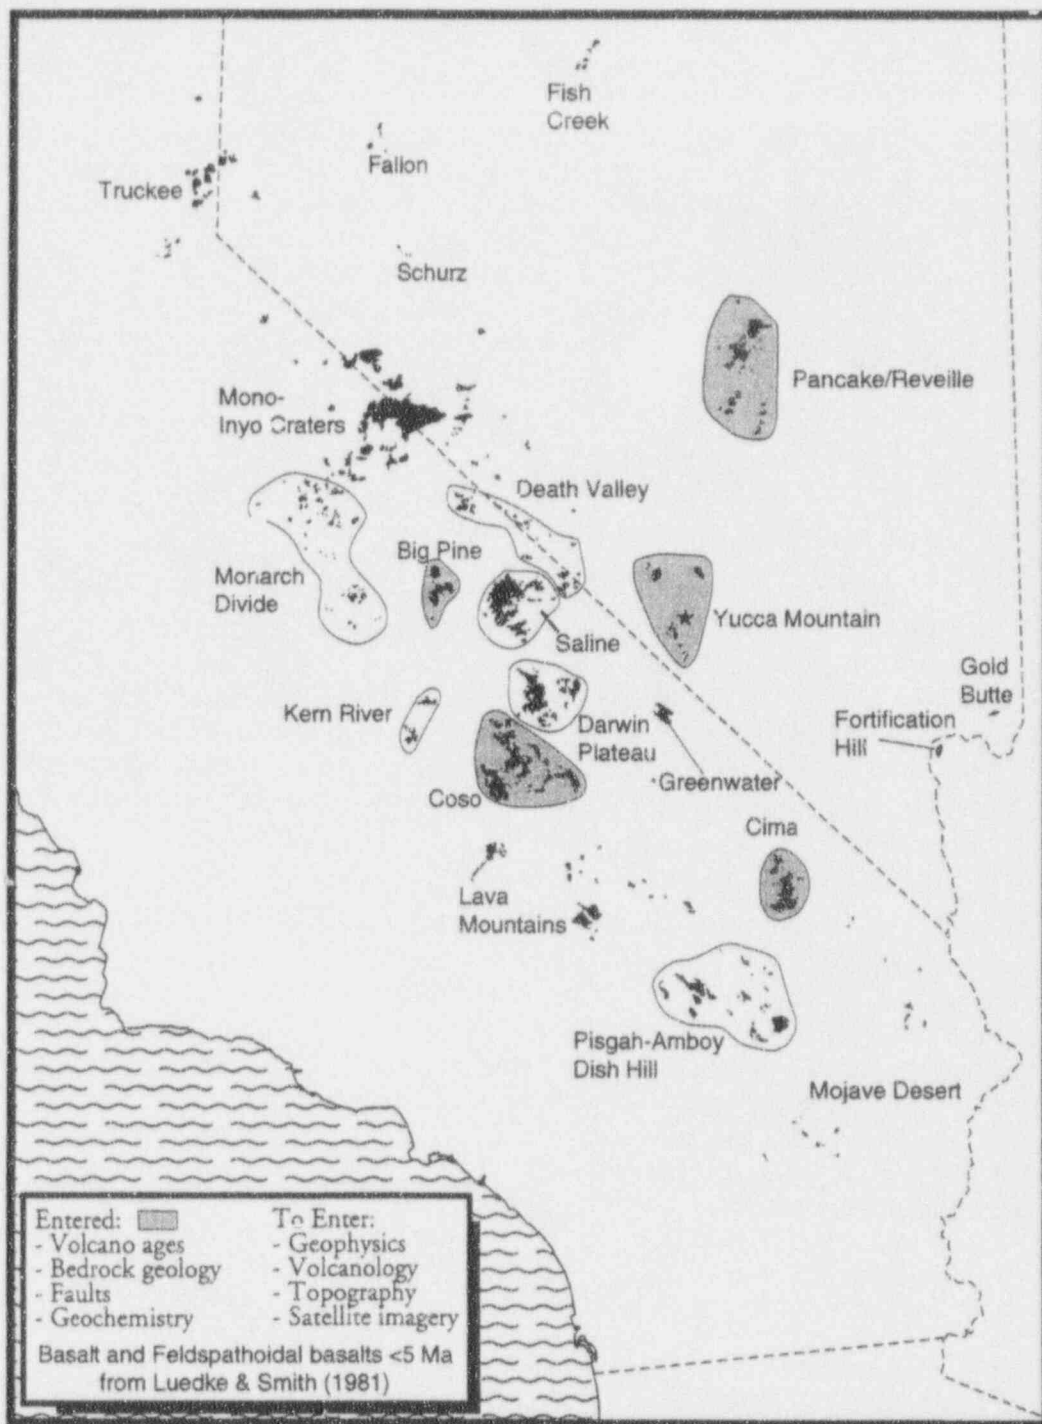 Fish
Creek
Fallon
Truckee
Schurz
Pancake/Reveille
Mono-
Inyo Craters
Death Valley
Big Pine
Monarch
Divide
Yucca Mountain
Saline
Gold
Butte
Kern River
Fortification
Hill
Darwin
Plateau
Greenwater
Coso
Cima
Lava
Mountains
Pisgah-Amboy
Dish Hill
Mojave Desert
Entered:
- Volcano ages
- Bedrock geology
- Faults
- Geochemistry
To Enter:
- Geophysics
- Volcanology
- Topography
- Satellite imagery
Basalt and Feldspathoidal basalts <5 Ma
from Luedke & Smith (1981)